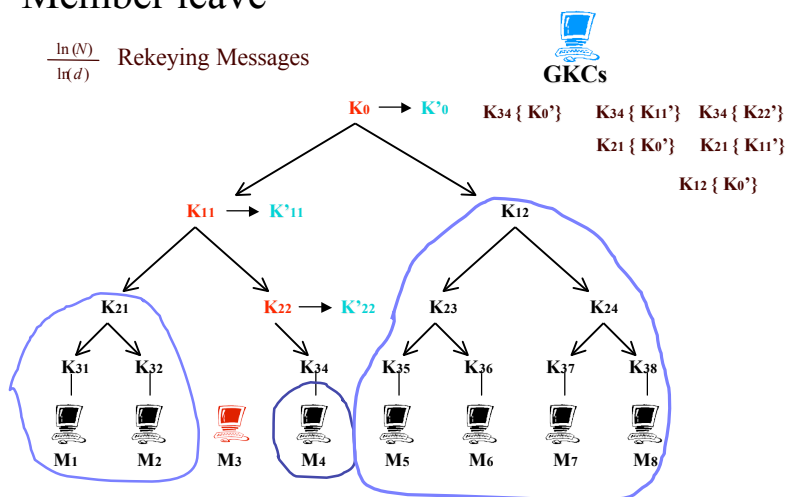 Member leave
ln (N)
ln(d)
Rekeying Messages
GKCs
K0 K’0 K34 { K0’} K34 { K11’} K34 { K22’}
K21 { K0’} K21 { K11’}
K12 { K0’}
K11 K’11 K12
K21 K22 K’22 K23 K24
K31 K32 K34 K35 K36 K37 K38
M1 M2 M3 M4 M5 M6 M7 M8